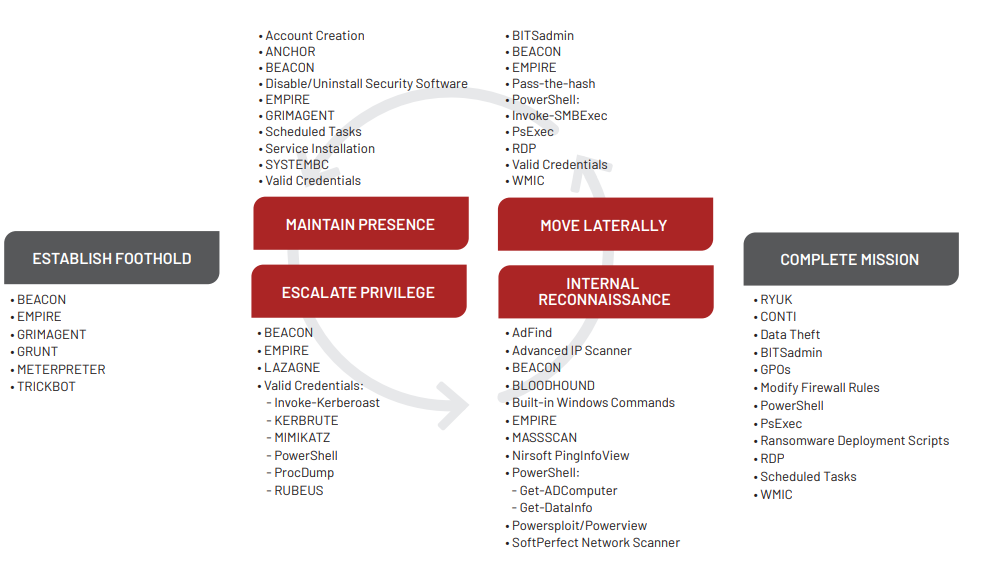 • Account Creation
• ANCHOR
• BEACON
• Disable/Uninstall Security Software
• EMPIRE
• GRIMAGENT
• Scheduled Tasks
• Service Installation
• SYSTEMBC
• Valid Credentials
• BITSadmin
• BEACON
• EMPIRE
• Pass-the-hash
• PowerShell:
• Invoke-SMBExec
• PsExec
• RDP
• Valid Credentials
• WMIC
MAINTAIN PRESENCE
MOVE LATERALLY
ESTABLISH FOOTHOLD
• BEACON
• EMPIRE
• GRIMAGENT
• GRUNT
• METERPRETER
• TRICKBOT
ESCALATE PRIVILEGE
• BEACON
• EMPIRE
• LAZAGNE
• Valid Credentials:
- Invoke-Kerberoast
- KERBRUTE
- MIMIKATZ
- PowerShell
- ProcDump
- RUBEUS
INTERNAL
RECONNAISSANCE
• AdFind
• Advanced IP Scanner
• BEACON
• BLOODHOUND
• Built-in Windows Commands
• EMPIRE
• MASSSCAN
• Nirsoft PingInfoView
• PowerShell:
- Get-ADComputer
- Get-DataInfo
• Powersploit/Powerview
• SoftPerfect Network Scanner
COMPLETE MISSION
• RYUK
• CONTI
• Data Theft
• BITSadmin
• GPOs
• Modify Firewall Rules
• PowerShell
• PsExec
• Ransomware Deployment Scripts
• RDP
• Scheduled Tasks
• WMIC